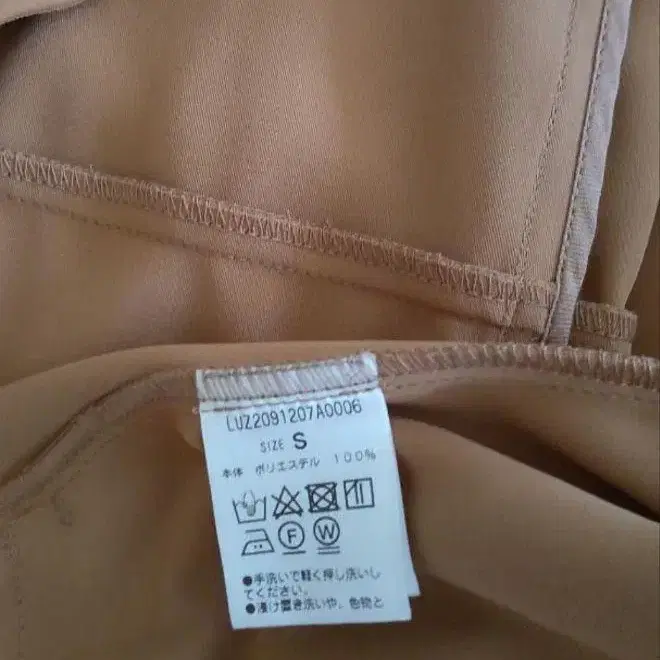 LUZ2091207A0006
SIZE S
本体 ポリエステル 100%
F W
●手洗いで軽く押し洗いし
てください。
●浸け置き洗いや、色物と